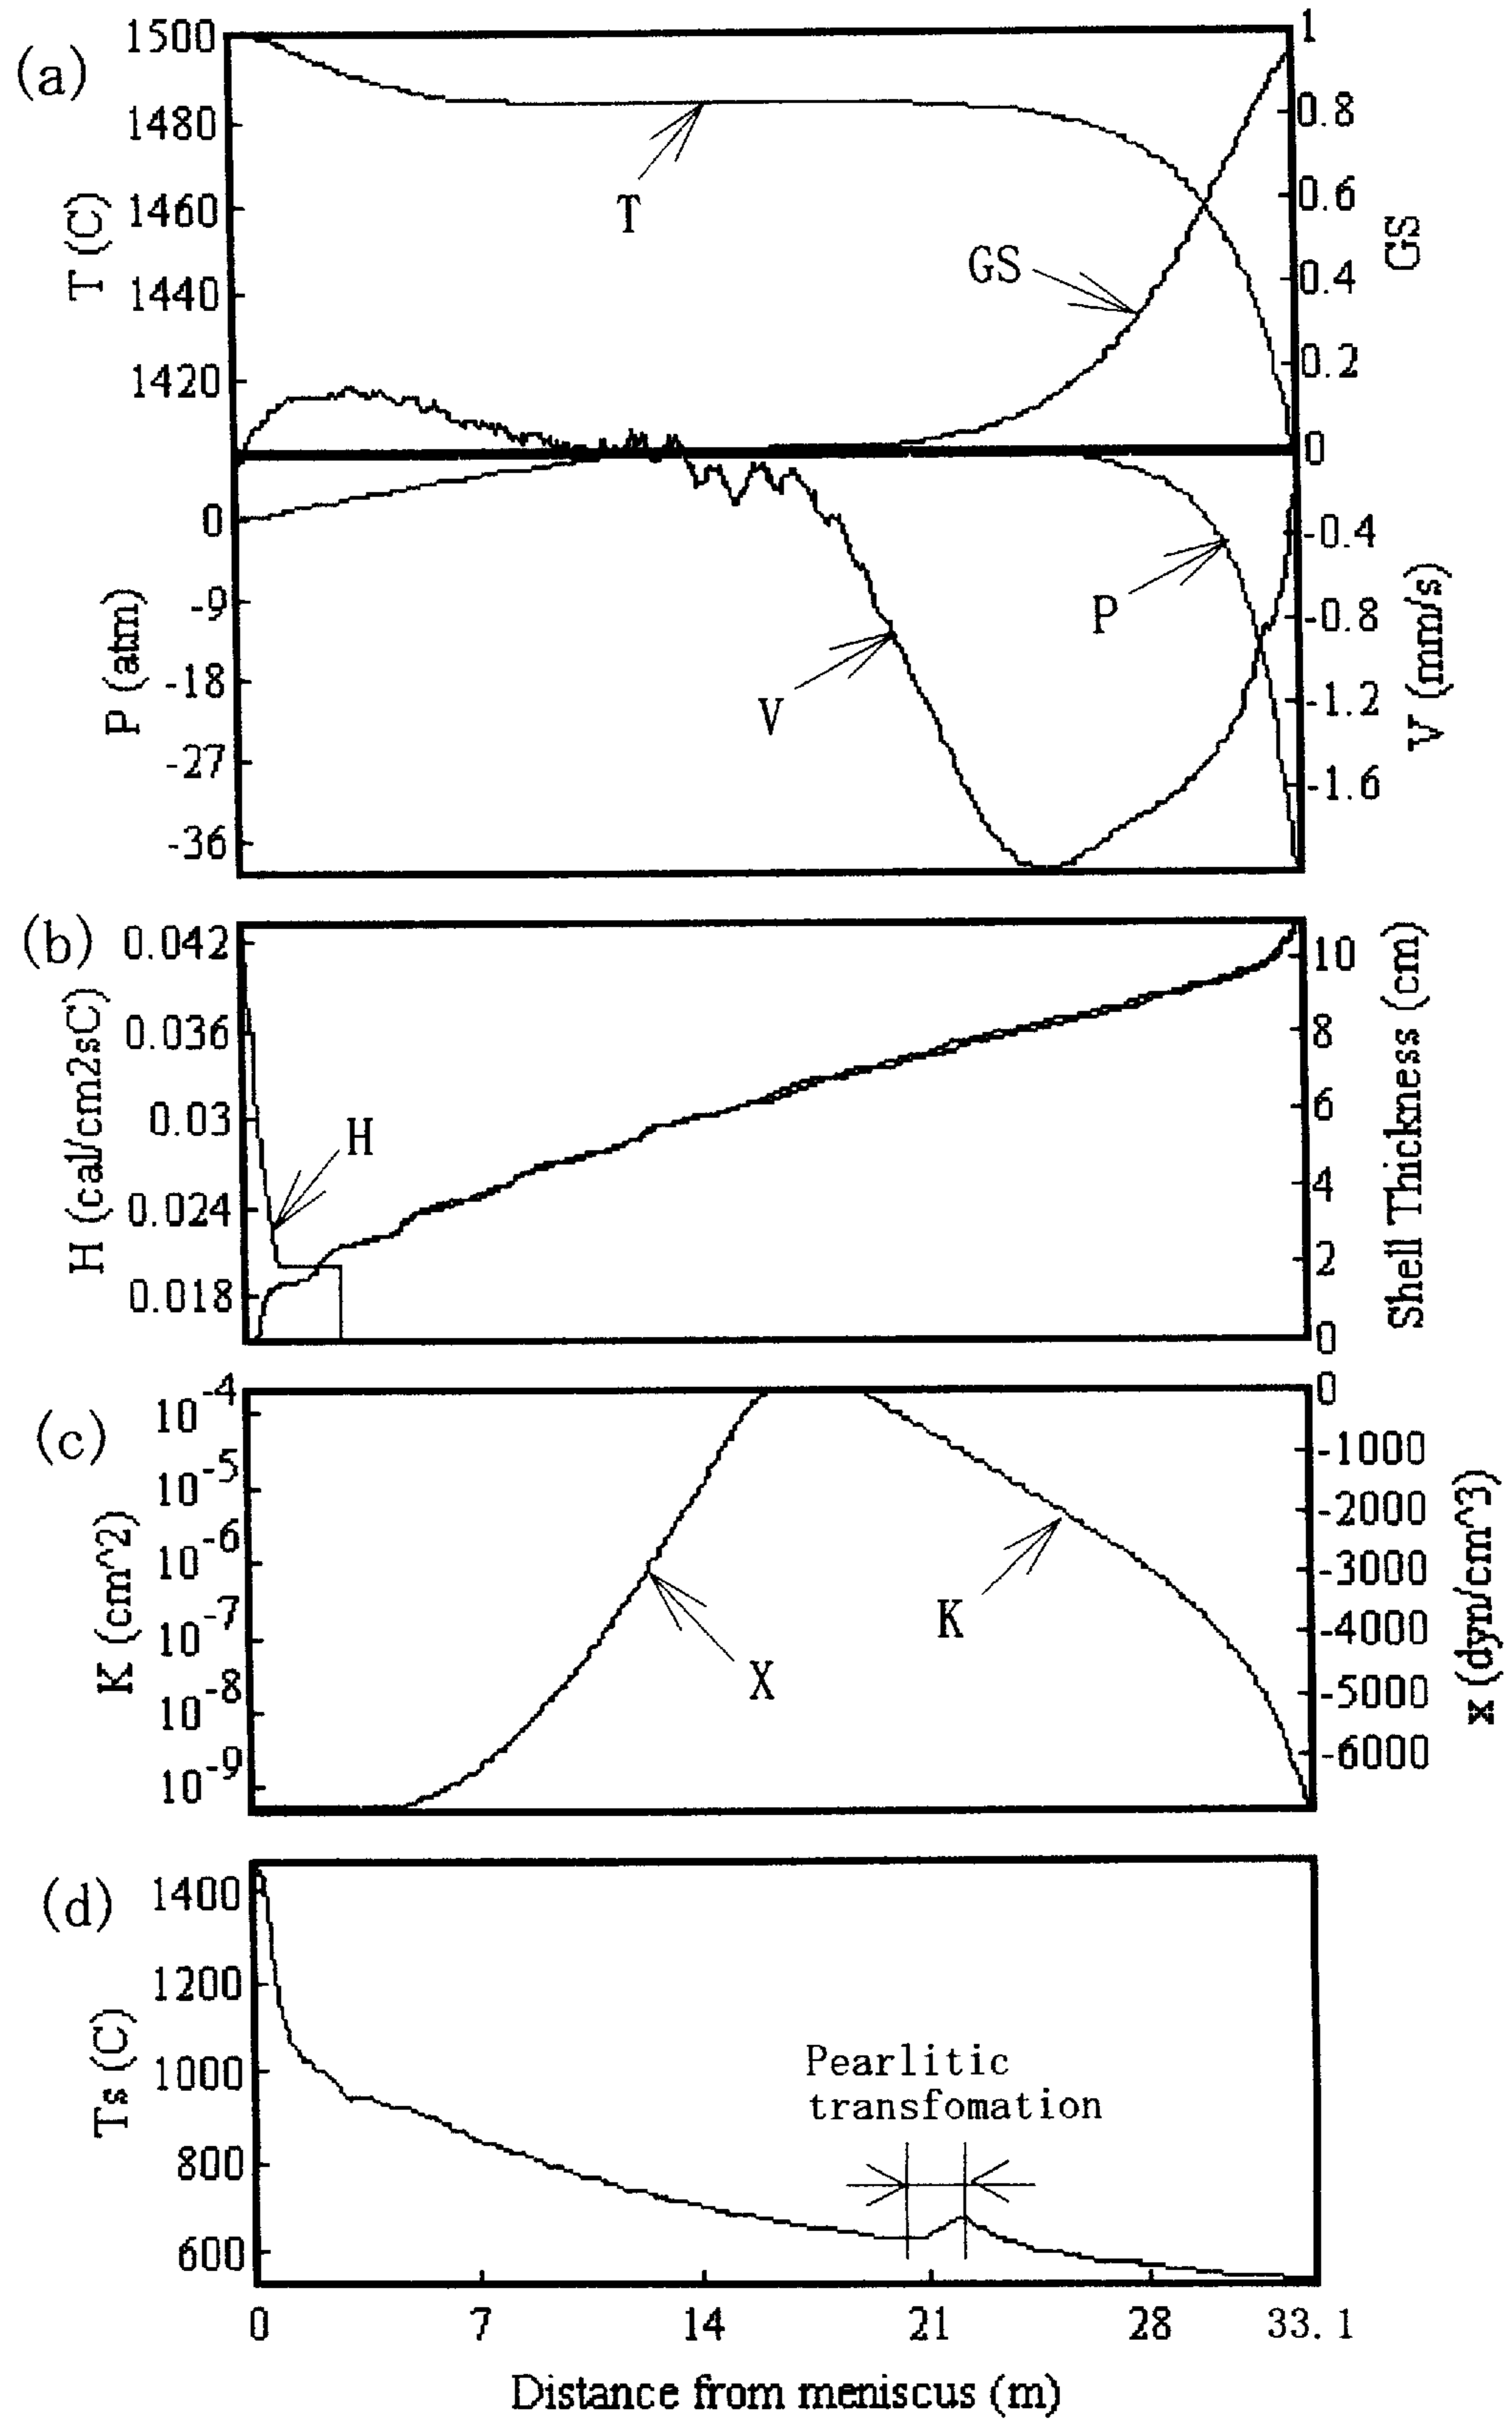 (a)
1500
1480
1460
1440
1420
T (C)
T
GS
1
0.8
0.6
0.4
0.2
0
GS
0
-9
-18
-27
-36
P (atm)
V
P
-0.4
-0.8
-1.2
-1.6
V (mm/s)
(b)
0.042
0.036
0.03
0.024
0.018
H (cal/cm2sC)
H
10
8
6
4
2
0
Shell Thickness (cm)
(c)
10-4
10-5
10-6
10-7
10-8
10-9
K (cm^2)
X
K
0
-1000
-2000
-3000
-4000
-5000
-6000
x (dyn/cm^3)
(d)
1400
1200
1000
800
600
Ts (C)
Pearlitic
transfomation
0 7 14 21 28 33.1
Distance from meniscus (m)